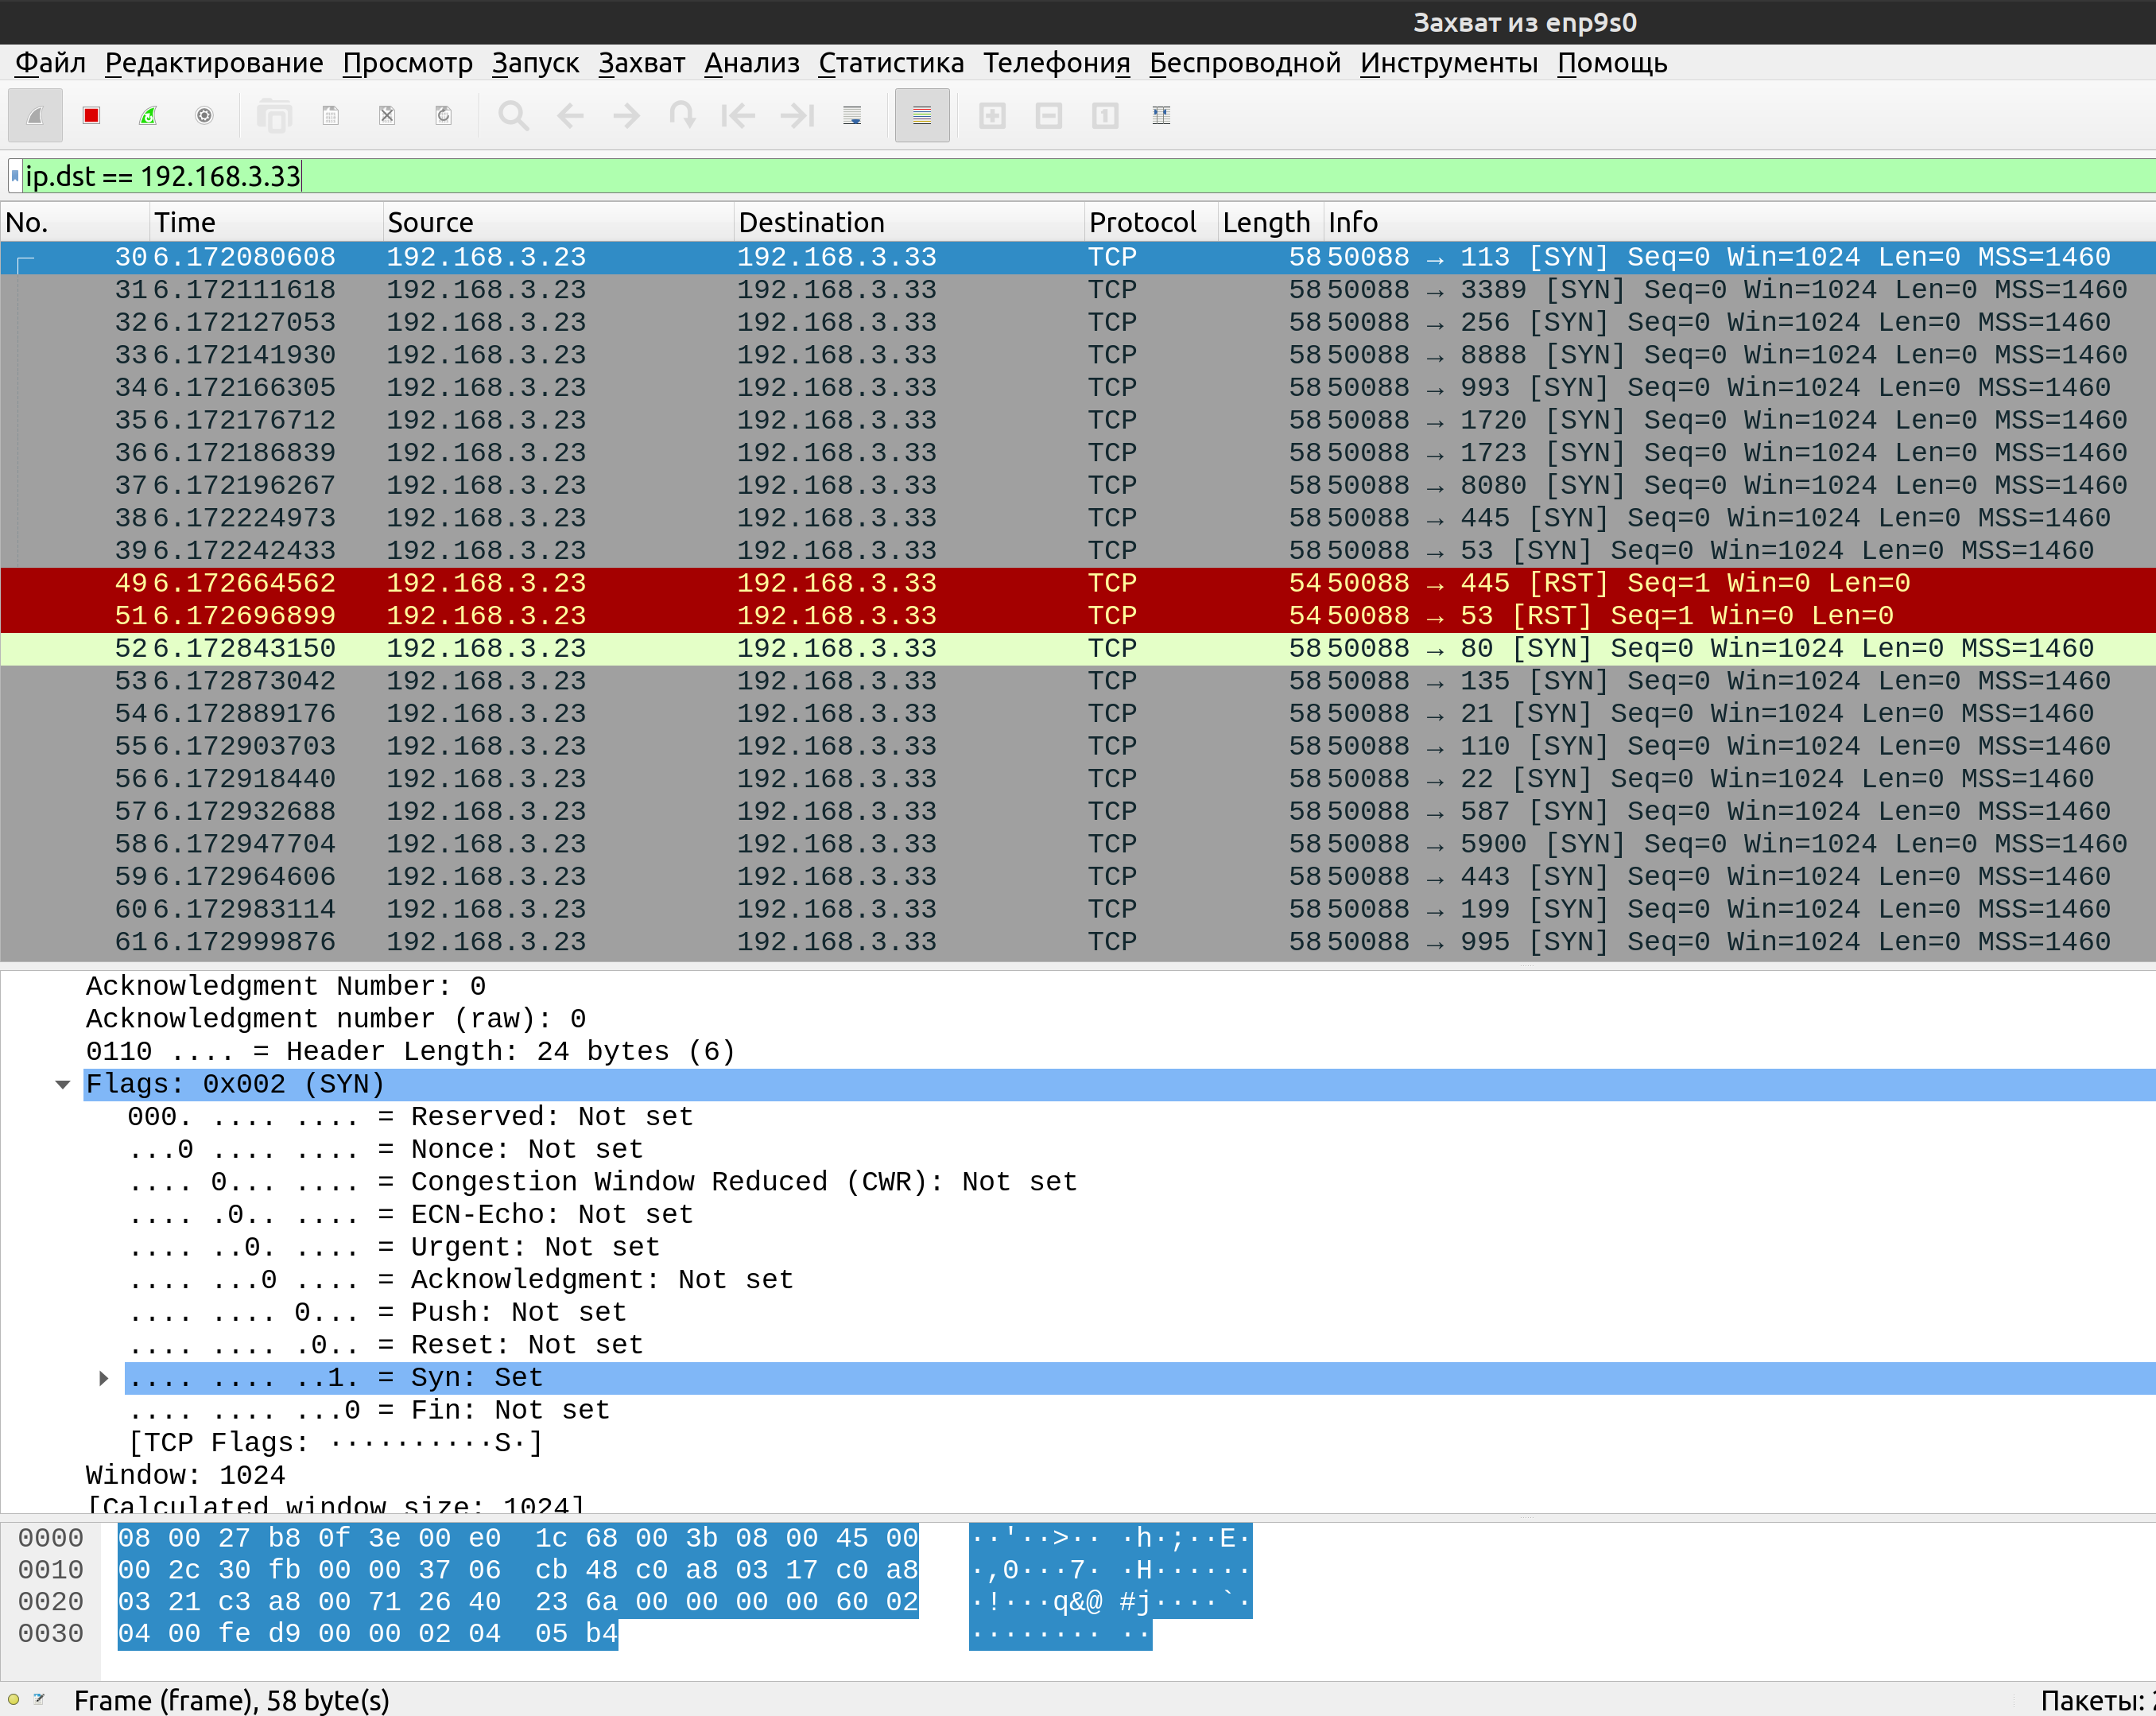 Захват из enp9s0
Файл Редактирование Просмотр Запуск Захват Анализ Статистика Телефония Беспроводной Инструменты Помощь
ip.dst == 192.168.3.33
No. Time Source Destination Protocol Length Info
30 6.172080608 192.168.3.23 192.168.3.33 TCP 58 50088 → 113 [SYN] Seq=0 Win=1024 Len=0 MSS=1460
31 6.172111618 192.168.3.23 192.168.3.33 TCP 58 50088 → 3389 [SYN] Seq=0 Win=1024 Len=0 MSS=1460
32 6.172127053 192.168.3.23 192.168.3.33 TCP 58 50088 → 256 [SYN] Seq=0 Win=1024 Len=0 MSS=1460
33 6.172141930 192.168.3.23 192.168.3.33 TCP 58 50088 → 8888 [SYN] Seq=0 Win=1024 Len=0 MSS=1460
34 6.172166305 192.168.3.23 192.168.3.33 TCP 58 50088 → 993 [SYN] Seq=0 Win=1024 Len=0 MSS=1460
35 6.172176712 192.168.3.23 192.168.3.33 TCP 58 50088 → 1720 [SYN] Seq=0 Win=1024 Len=0 MSS=1460
36 6.172186839 192.168.3.23 192.168.3.33 TCP 58 50088 → 1723 [SYN] Seq=0 Win=1024 Len=0 MSS=1460
37 6.172196267 192.168.3.23 192.168.3.33 TCP 58 50088 → 8080 [SYN] Seq=0 Win=1024 Len=0 MSS=1460
38 6.172224973 192.168.3.23 192.168.3.33 TCP 58 50088 → 445 [SYN] Seq=0 Win=1024 Len=0 MSS=1460
39 6.172242433 192.168.3.23 192.168.3.33 TCP 58 50088 → 53 [SYN] Seq=0 Win=1024 Len=0 MSS=1460
49 6.172664562 192.168.3.23 192.168.3.33 TCP 54 50088 → 445 [RST] Seq=1 Win=0 Len=0
51 6.172696899 192.168.3.23 192.168.3.33 TCP 54 50088 → 53 [RST] Seq=1 Win=0 Len=0
52 6.172843150 192.168.3.23 192.168.3.33 TCP 58 50088 → 80 [SYN] Seq=0 Win=1024 Len=0 MSS=1460
53 6.172873042 192.168.3.23 192.168.3.33 TCP 58 50088 → 135 [SYN] Seq=0 Win=1024 Len=0 MSS=1460
54 6.172889176 192.168.3.23 192.168.3.33 TCP 58 50088 → 21 [SYN] Seq=0 Win=1024 Len=0 MSS=1460
55 6.172903703 192.168.3.23 192.168.3.33 TCP 58 50088 → 110 [SYN] Seq=0 Win=1024 Len=0 MSS=1460
56 6.172918440 192.168.3.23 192.168.3.33 TCP 58 50088 → 22 [SYN] Seq=0 Win=1024 Len=0 MSS=1460
57 6.172932688 192.168.3.23 192.168.3.33 TCP 58 50088 → 587 [SYN] Seq=0 Win=1024 Len=0 MSS=1460
58 6.172947704 192.168.3.23 192.168.3.33 TCP 58 50088 → 5900 [SYN] Seq=0 Win=1024 Len=0 MSS=1460
59 6.172964606 192.168.3.23 192.168.3.33 TCP 58 50088 → 443 [SYN] Seq=0 Win=1024 Len=0 MSS=1460
60 6.172983114 192.168.3.23 192.168.3.33 TCP 58 50088 → 199 [SYN] Seq=0 Win=1024 Len=0 MSS=1460
61 6.172999876 192.168.3.23 192.168.3.33 TCP 58 50088 → 995 [SYN] Seq=0 Win=1024 Len=0 MSS=1460
Acknowledgment Number: 0
Acknowledgment number (raw): 0
0110 .... = Header Length: 24 bytes (6)
Flags: 0x002 (SYN)
000. .... .... = Reserved: Not set
...0 .... .... = Nonce: Not set
.... 0... .... = Congestion Window Reduced (CWR): Not set
.... .0.. .... = ECN-Echo: Not set
.... ..0. .... = Urgent: Not set
.... ...0 .... = Acknowledgment: Not set
.... .... 0... = Push: Not set
.... .... .0.. = Reset: Not set
.... .... ..1. = Syn: Set
.... .... ...0 = Fin: Not set
[TCP Flags: ··········S·]
Window: 1024
[Calculated window size: 1024]
0000 08 00 27 b8 0f 3e 00 e0 1c 68 00 3b 08 00 45 00 ··'··>·· ·h·;··E·
0010 00 2c 30 fb 00 00 37 06 cb 48 c0 a8 03 17 c0 a8 ·,0···7· ·H······
0020 03 21 c3 a8 00 71 26 40 23 6a 00 00 00 00 60 02 ·!···q&@ #j····`·
0030 04 00 fe d9 00 00 02 04 05 b4 ········ ··
Frame (frame), 58 byte(s) Пакеты: